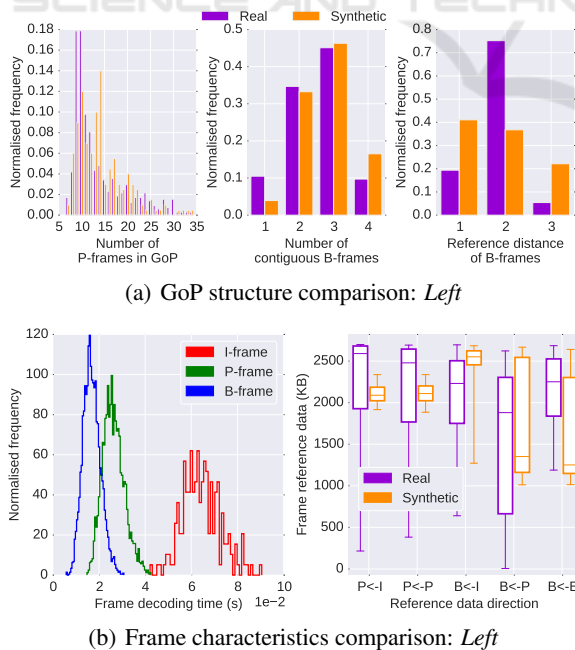 Real Synthetic
Normalised frequency
0.18
0.16
0.14
0.12
0.10
0.08
0.06
0.04
0.02
0.00
5 10 15 20 25 30 35
Number of
P-frames in GoP
Normalised frequency
0.5
0.4
0.3
0.2
0.1
0.0
1 2 3 4
Number of
contiguous B-frames
Normalised frequency
0.8
0.7
0.6
0.5
0.4
0.3
0.2
0.1
0.0
1 2 3
Reference distance
of B-frames
(a) GoP structure comparison: Left
Normalised frequency
120
100
80
60
40
20
0
I-frame
P-frame
B-frame
0 2 4 6 8 10
Frame decoding time (s) 1e-2
Frame reference data (KB)
2500
2000
1500
1000
500
0
Real
Synthetic
P<-I P<-P B<-I B<-P B<-B
Reference data direction
(b) Frame characteristics comparison: Left